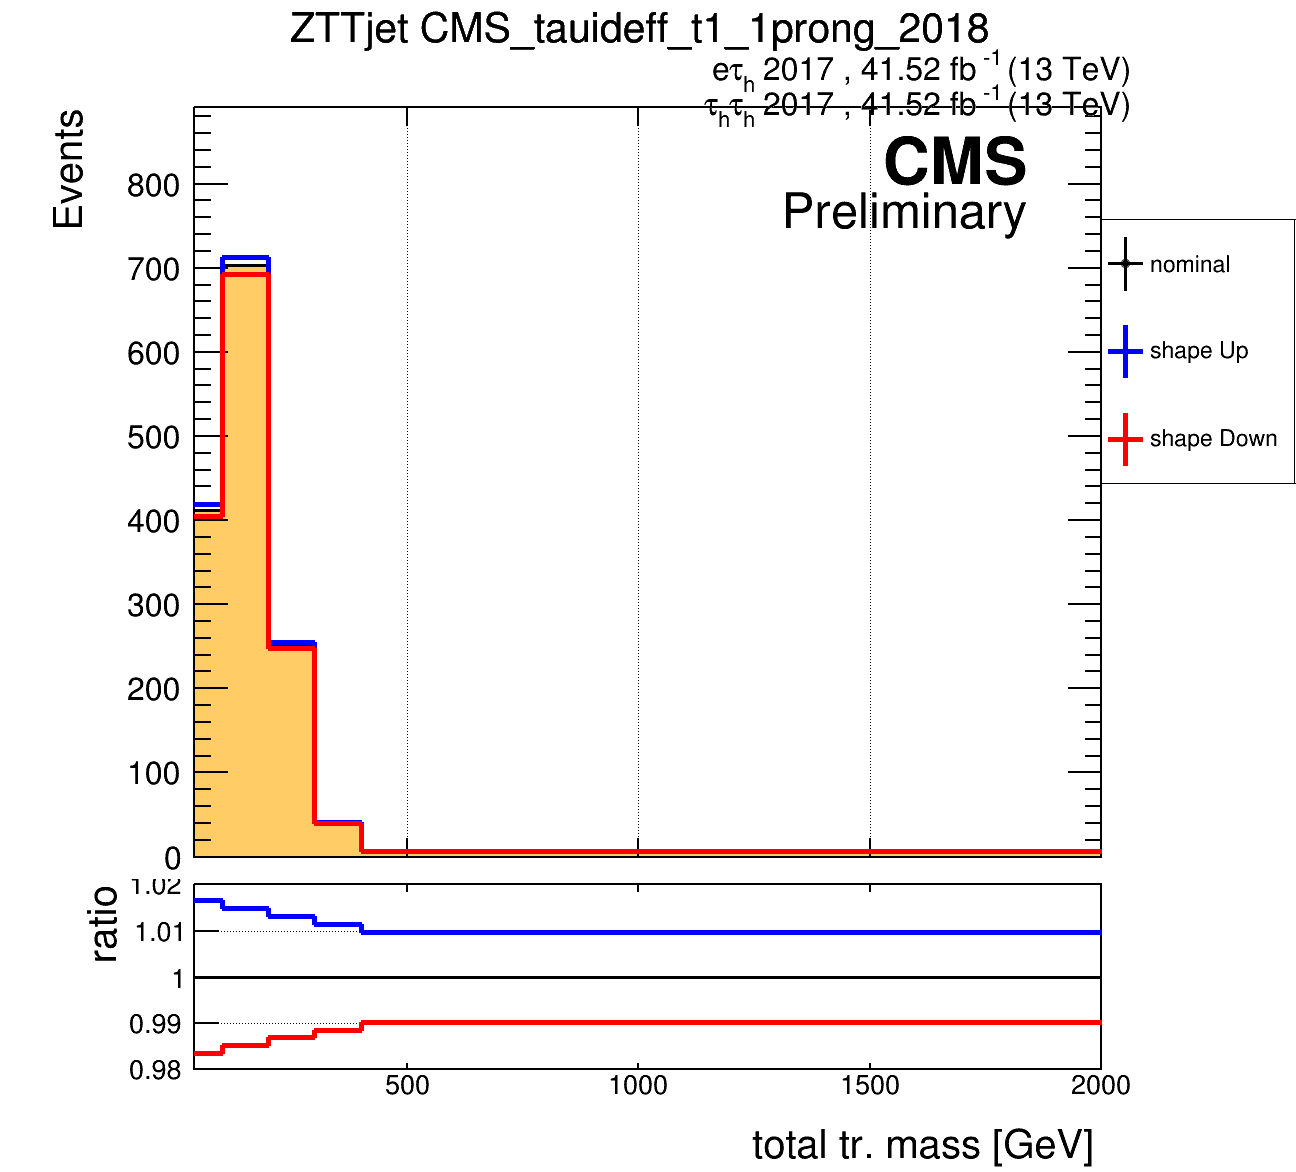 ZTTjet CMS_tauideff_t1_1prong_2018
eτh 2017 , 41.52 fb -1 (13 TeV)
τhτh 2017 , 41.52 fb -1 (13 TeV)
CMS
Preliminary
Events
800
700
600
500
400
300
200
100
0
nominal
shape Up
shape Down
ratio
1.02
1.01
1
0.99
0.98
500 1000 1500 2000
total tr. mass [GeV]